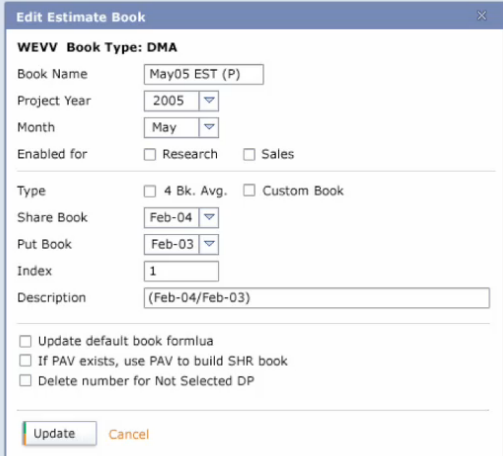 Edit Estimate Book
WEVV Book Type: DMA
Book Name May05 EST (P)
Project Year 2005
Month May
Enabled for Research Sales
Type 4 Bk. Avg. Custom Book
Share Book Feb-04
Put Book Feb-03
Index 1
Description (Feb-04/Feb-03)
Update default book formlua
If PAV exists, use PAV to build SHR book
Delete number for Not Selected DP
Update Cancel